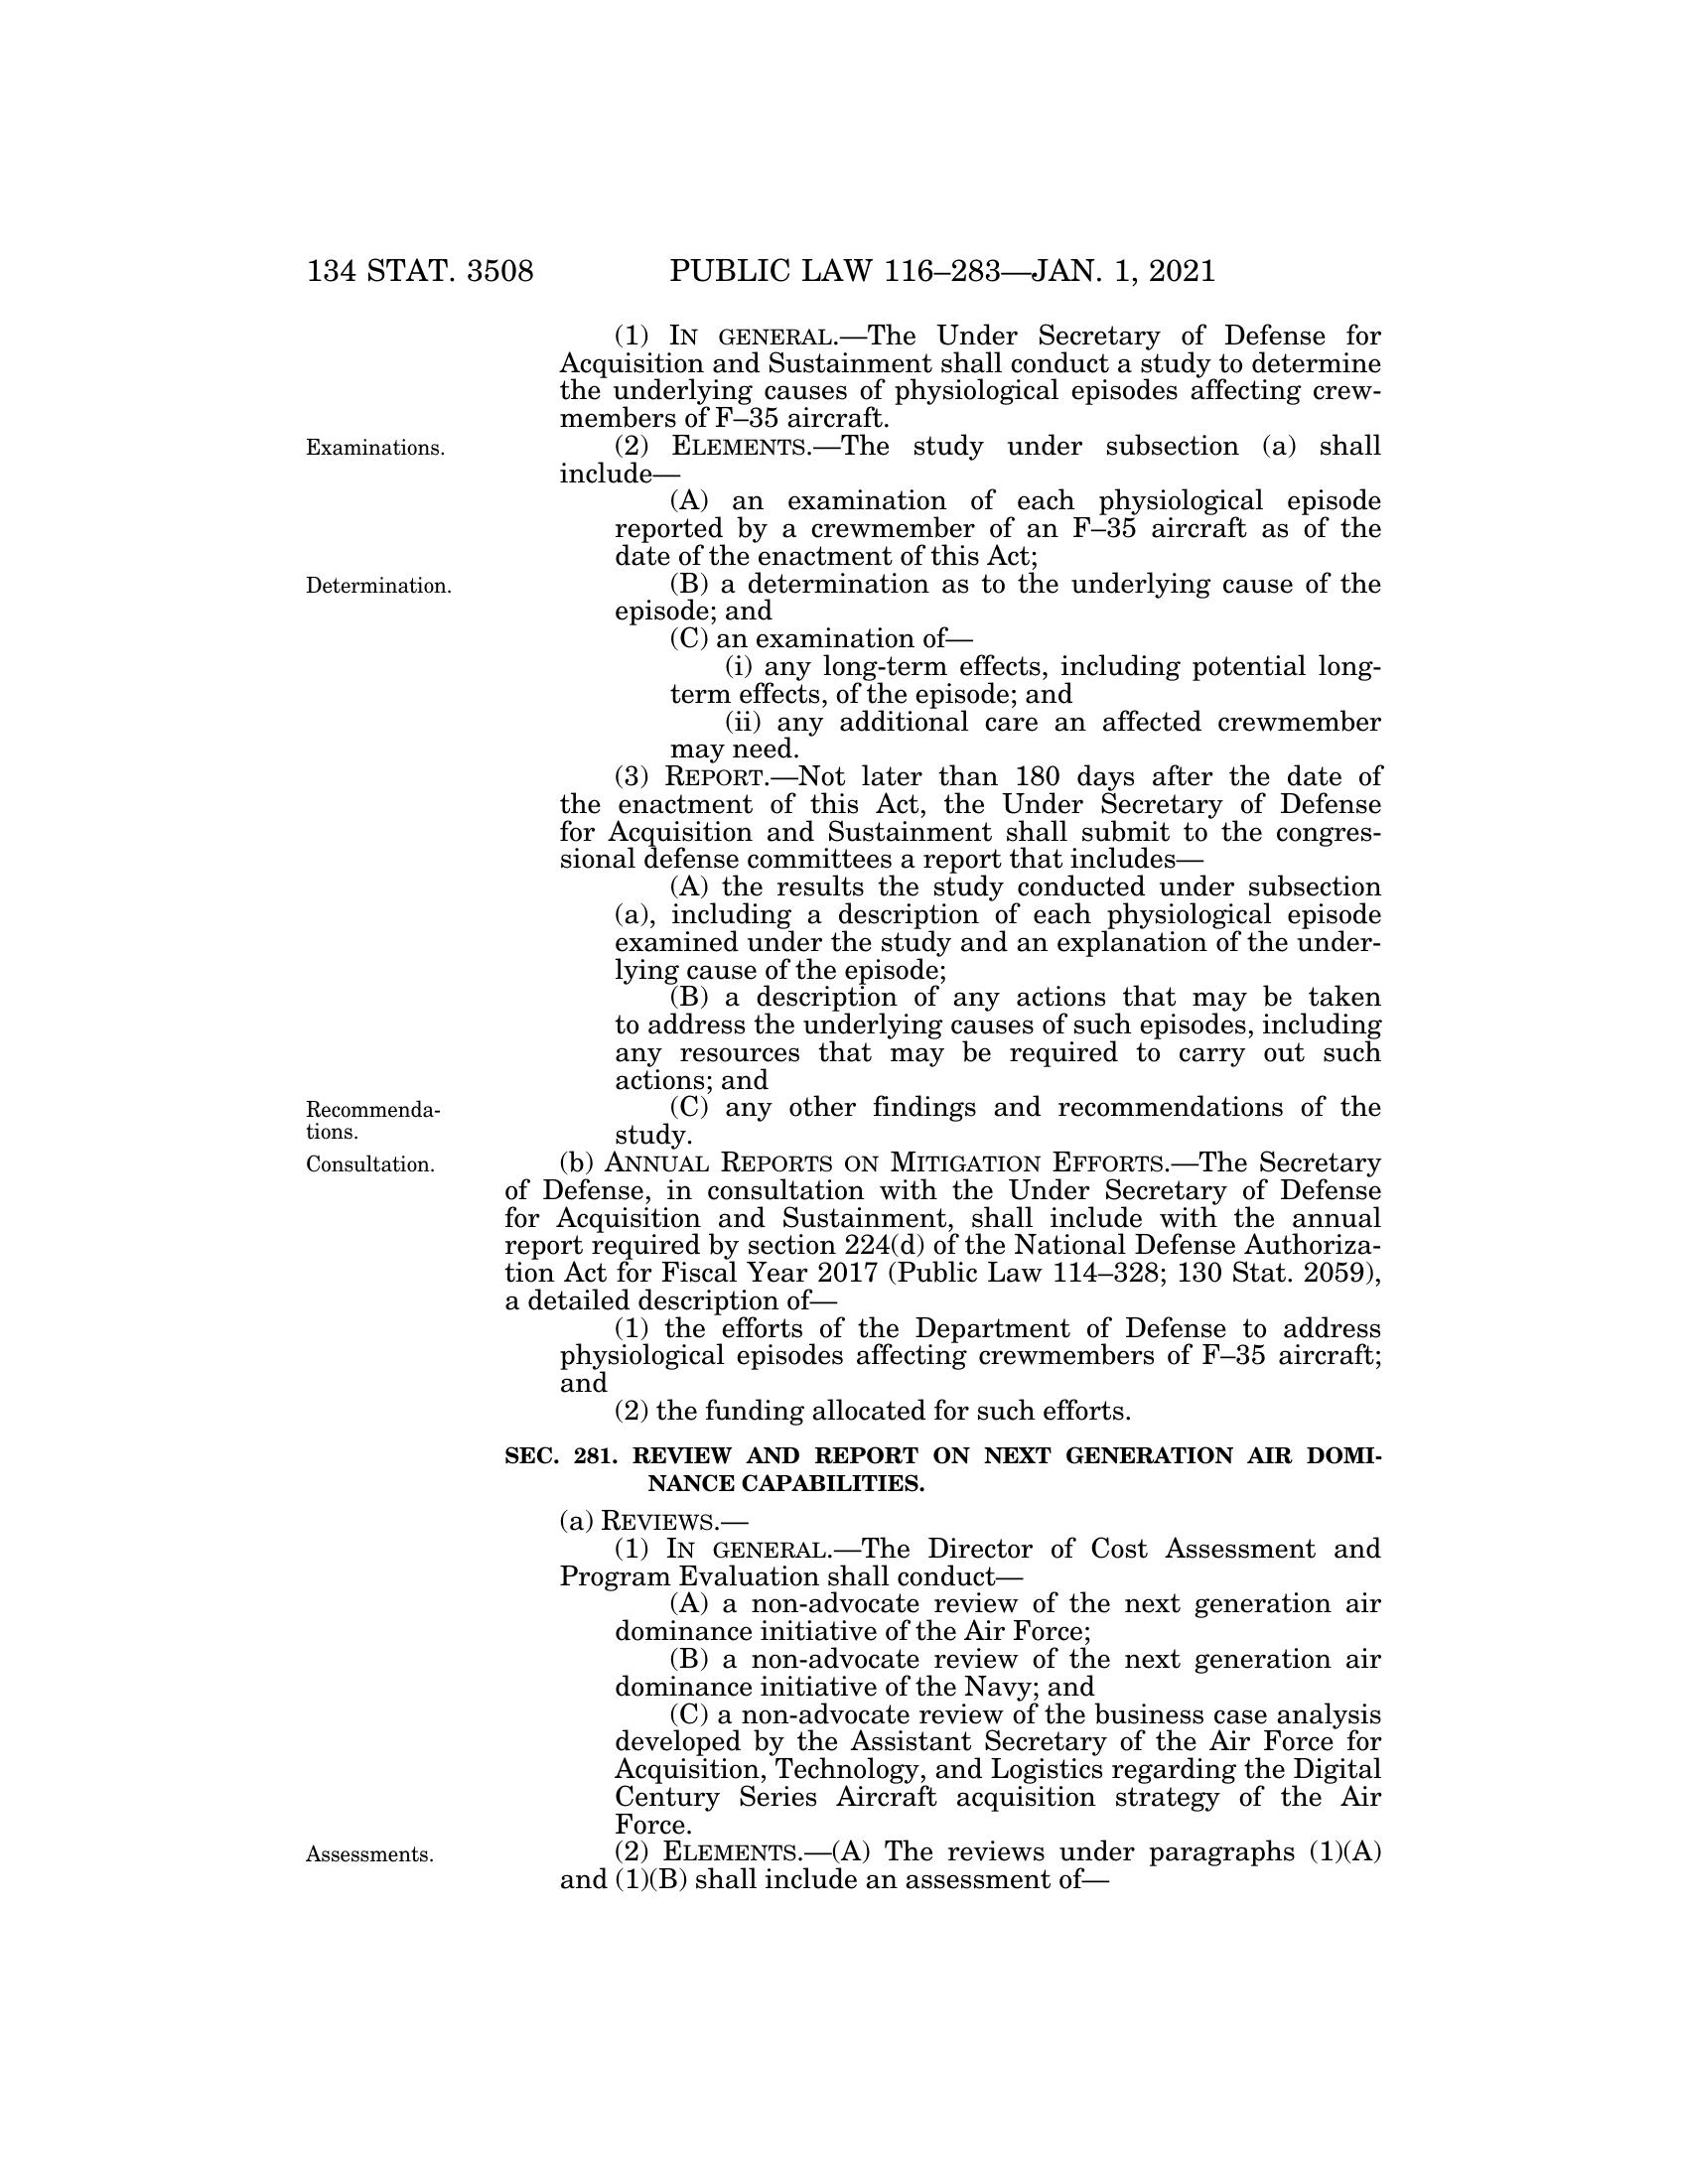 134 STAT. 3508 PUBLIC LAW 116–283—JAN. 1, 2021
(1) IN GENERAL.—The Under Secretary of Defense for
Acquisition and Sustainment shall conduct a study to determine
the underlying causes of physiological episodes affecting crew-
members of F–35 aircraft.
Examinations.
(2) ELEMENTS.—The study under subsection (a) shall
include—
(A) an examination of each physiological episode
reported by a crewmember of an F–35 aircraft as of the
date of the enactment of this Act;
Determination.
(B) a determination as to the underlying cause of the
episode; and
(C) an examination of—
(i) any long-term effects, including potential long-
term effects, of the episode; and
(ii) any additional care an affected crewmember
may need.
(3) REPORT.—Not later than 180 days after the date of
the enactment of this Act, the Under Secretary of Defense
for Acquisition and Sustainment shall submit to the congres-
sional defense committees a report that includes—
(A) the results the study conducted under subsection
(a), including a description of each physiological episode
examined under the study and an explanation of the under-
lying cause of the episode;
(B) a description of any actions that may be taken
to address the underlying causes of such episodes, including
any resources that may be required to carry out such
actions; and
Recommenda-
tions.
(C) any other findings and recommendations of the
study.
Consultation.
(b) ANNUAL REPORTS ON MITIGATION EFFORTS.—The Secretary
of Defense, in consultation with the Under Secretary of Defense
for Acquisition and Sustainment, shall include with the annual
report required by section 224(d) of the National Defense Authoriza-
tion Act for Fiscal Year 2017 (Public Law 114–328; 130 Stat. 2059),
a detailed description of—
(1) the efforts of the Department of Defense to address
physiological episodes affecting crewmembers of F–35 aircraft;
and
(2) the funding allocated for such efforts.
SEC. 281. REVIEW AND REPORT ON NEXT GENERATION AIR DOMI-
NANCE CAPABILITIES.
(a) REVIEWS.—
(1) IN GENERAL.—The Director of Cost Assessment and
Program Evaluation shall conduct—
(A) a non-advocate review of the next generation air
dominance initiative of the Air Force;
(B) a non-advocate review of the next generation air
dominance initiative of the Navy; and
(C) a non-advocate review of the business case analysis
developed by the Assistant Secretary of the Air Force for
Acquisition, Technology, and Logistics regarding the Digital
Century Series Aircraft acquisition strategy of the Air
Force.
Assessments.
(2) ELEMENTS.—(A) The reviews under paragraphs (1)(A)
and (1)(B) shall include an assessment of—